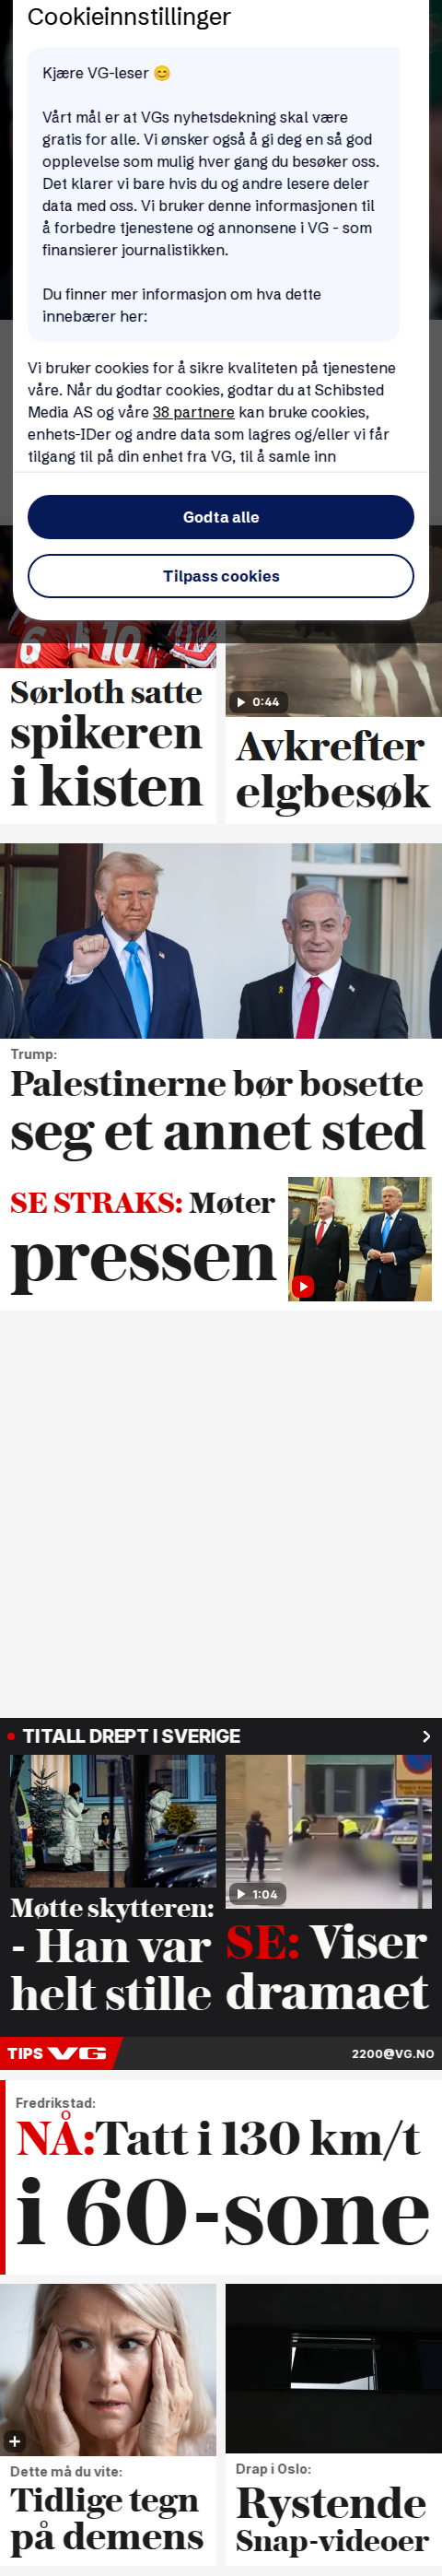 Cookieinnstillinger
Kjære VG-leser 😊
Vårt mål er at VGs nyhetsdekning skal være
gratis for alle. Vi ønsker også å gi deg en så god
opplevelse som mulig hver gang du besøker oss.
Det klarer vi bare hvis du og andre lesere deler
data med oss. Vi bruker denne informasjonen til
å forbedre tjenestene og annonsene i VG - som
finansierer journalistikken.
Du finner mer informasjon om hva dette
innebærer her:
Vi bruker cookies for å sikre kvaliteten på tjenestene
våre. Når du godtar cookies, godtar du at Schibsted
Media AS og våre 38 partnere kan bruke cookies,
enhets-IDer og andre data som lagres og/eller vi får
tilgang til på din enhet fra VG, til å samle inn
Godta alle
Tilpass cookies
6 10
Sørloth satte
spikeren
i kisten
0:44
Avkrefter
elgbesøk
Trump:
Palestinerne bør bosette
seg et annet sted
SE STRAKS: Møter
pressen
TITALL DREPT I SVERIGE
Møtte skytteren:
- Han var
helt stille
1:04
SE: Viser
dramaet
TIPS VG
2200@VG.NO
Fredrikstad:
NÅ:Tatt i 130 km/t
i 60-sone
Dette må du vite:
Tidlige tegn
på demens
Drap i Oslo:
Rystende
Snap-videoer